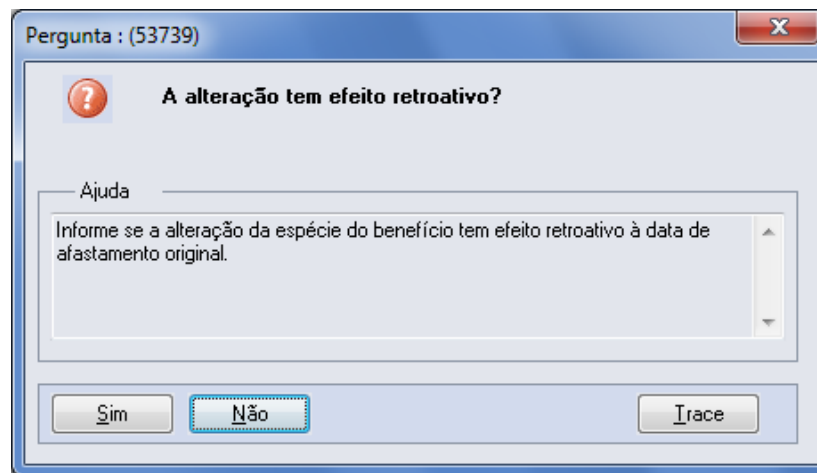 Pergunta : (53739)
A alteração tem efeito retroativo?
Ajuda
Informe se a alteração da espécie do benefício tem efeito retroativo à data de
afastamento original.
Sim Não Trace